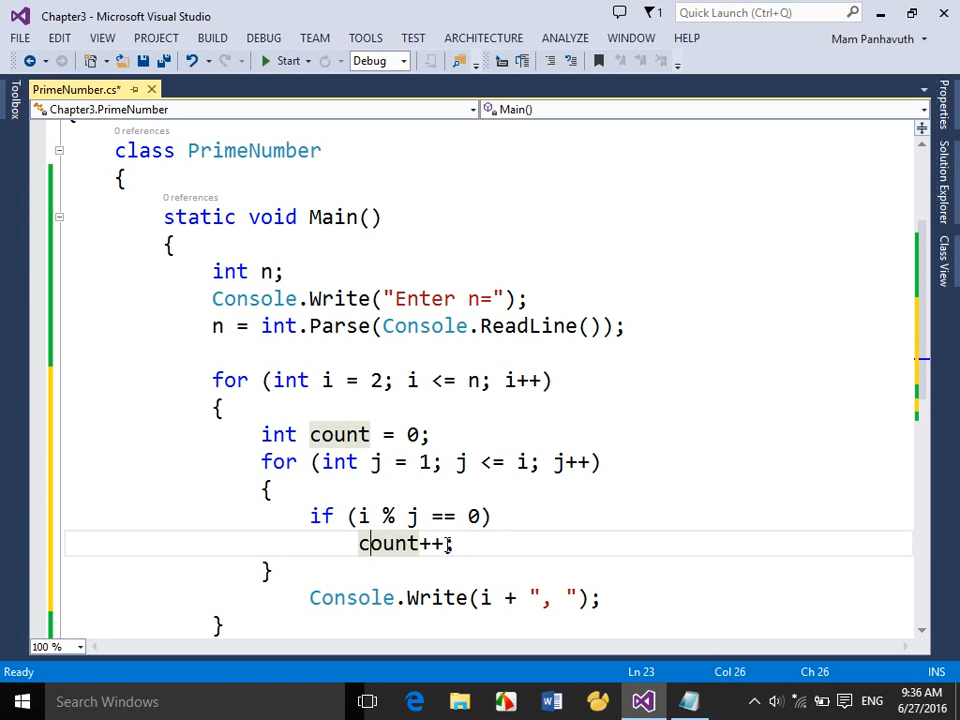 Chapter3 - Microsoft Visual Studio
1
Quick Launch (Ctrl+Q)
FILE EDIT VIEW PROJECT BUILD DEBUG TEAM TOOLS TEST ARCHITECTURE ANALYZE WINDOW HELP
Mam Panhavuth
Start
Debug
PrimeNumber.cs*
Chapter3.PrimeNumber
Main()
Toolbox
Properties
Solution Explorer
Class View
{
0 references
class PrimeNumber
{
0 references
static void Main()
{
int n;
Console.Write("Enter n=");
n = int.Parse(Console.ReadLine());
for (int i = 2; i <= n; i++)
{
int count = 0;
for (int j = 1; j <= i; j++)
{
if (i % j == 0)
count++;
}
Console.Write(i + ", ");
}
100 %
Ready
Ln 23
Col 26
Ch 26
INS
Search Windows
ENG
9:36 AM
6/27/2016